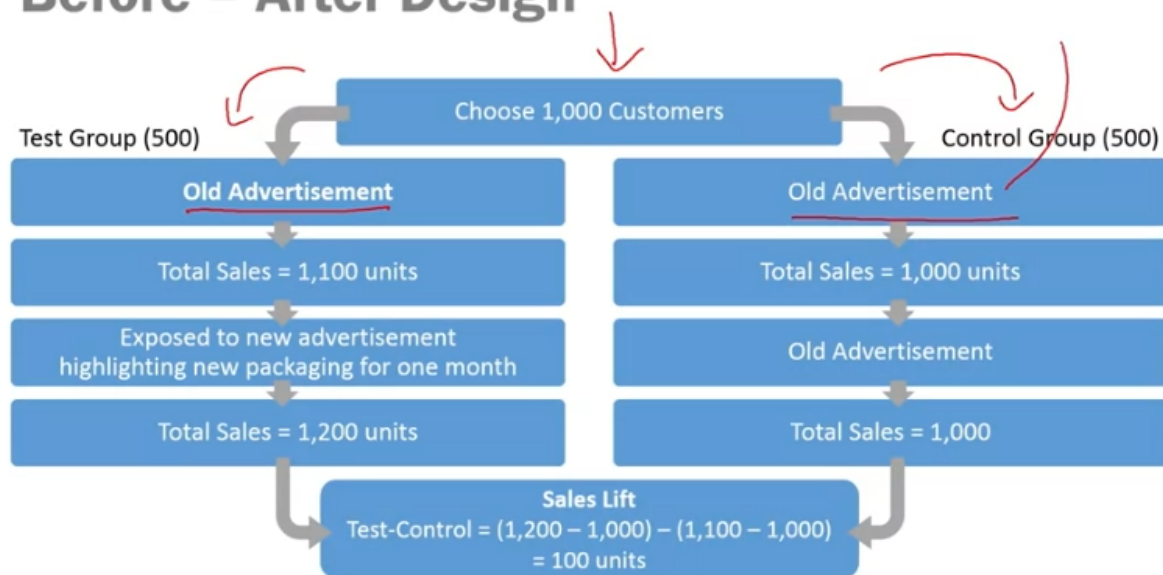 Before – After Design
Choose 1,000 Customers
Test Group (500)
Control Group (500)
Old Advertisement
Old Advertisement
Total Sales = 1,100 units
Total Sales = 1,000 units
Exposed to new advertisement
highlighting new packaging for one month
Old Advertisement
Total Sales = 1,200 units
Total Sales = 1,000
Sales Lift
Test-Control = (1,200 – 1,000) – (1,100 – 1,000)
= 100 units